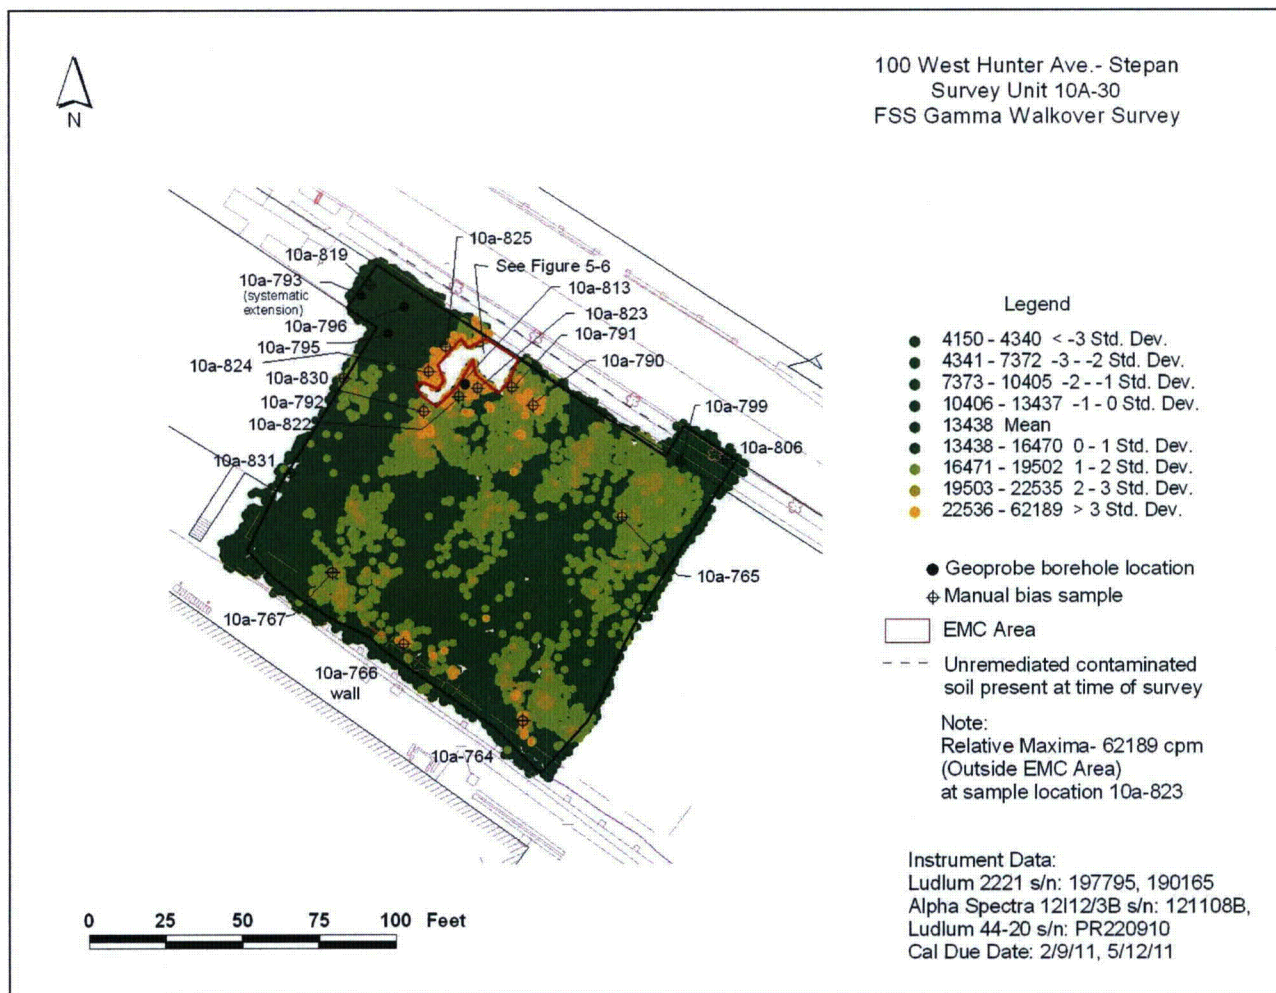 100 West Hunter Ave.- Stepan
Survey Unit 10A-30
FSS Gamma Walkover Survey
N
10a-825
10a-819
See Figure 5-6
10a-793
(systematic
extension)
10a-813
10a-823
10a-796
10a-791
10a-795
10a-824
10a-790
10a-830
10a-792
10a-799
10a-822
10a-806
10a-831
10a-765
10a-767
10a-766
wall
10a-764
Legend
4150 - 4340 < -3 Std. Dev.
4341 - 7372 -3 - -2 Std. Dev.
7373 - 10405 -2 - -1 Std. Dev.
10406 - 13437 -1 - 0 Std. Dev.
13438 Mean
13438 - 16470 0 - 1 Std. Dev.
16471 - 19502 1 - 2 Std. Dev.
19503 - 22535 2 - 3 Std. Dev.
22536 - 62189 > 3 Std. Dev.
Geoprobe borehole location
Manual bias sample
EMC Area
Unremediated contaminated
soil present at time of survey
Note:
Relative Maxima- 62189 cpm
(Outside EMC Area)
at sample location 10a-823
Instrument Data:
Ludlum 2221 s/n: 197795, 190165
Alpha Spectra 12I12/3B s/n: 121108B,
Ludlum 44-20 s/n: PR220910
Cal Due Date: 2/9/11, 5/12/11
0 25 50 75 100 Feet